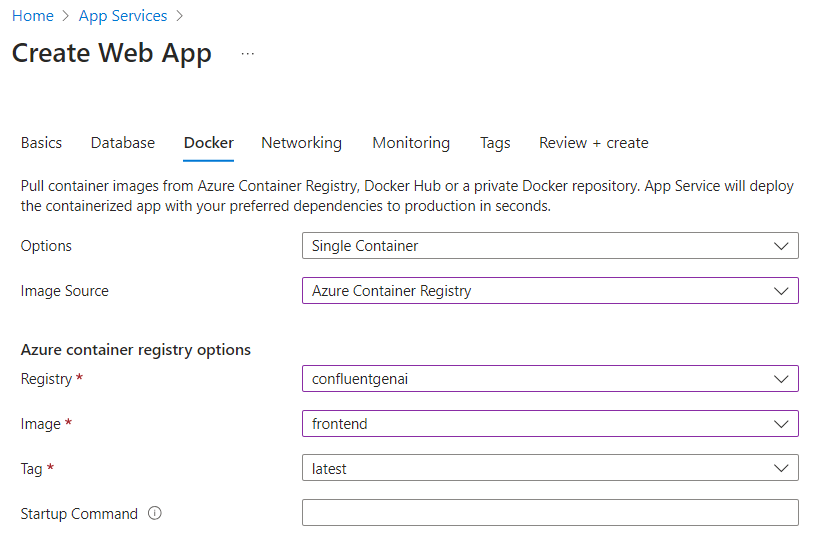 Home > App Services >
Create Web App ...
Basics Database Docker Networking Monitoring Tags Review + create
Pull container images from Azure Container Registry, Docker Hub or a private Docker repository. App Service will deploy
the containerized app with your preferred dependencies to production in seconds.
Options Single Container
Image Source Azure Container Registry
Azure container registry options
Registry * confluentgenai
Image * frontend
Tag * latest
Startup Command